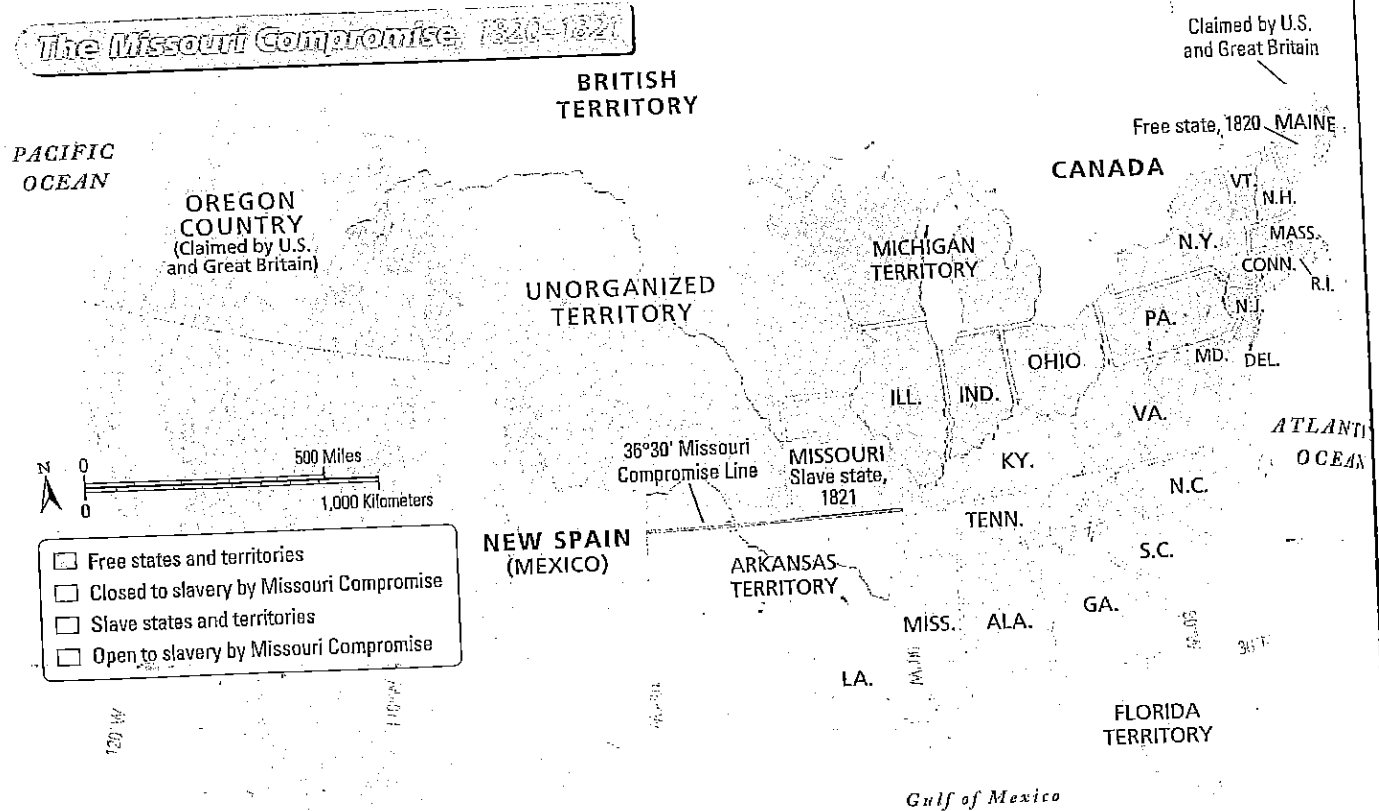 The Missouri Compromise, 1820–1821
Claimed by U.S.
and Great Britain
BRITISH
TERRITORY
Free state, 1820
MAINE
PACIFIC
OCEAN
CANADA
VT.
N.H.
OREGON
COUNTRY
(Claimed by U.S.
and Great Britain)
MICHIGAN
TERRITORY
N.Y.
MASS.
CONN.
R.I.
UNORGANIZED
TERRITORY
PA.
N.J.
OHIO
MD.
DEL.
ILL.
IND.
VA.
ATLANTI
OCEAN
N
0
500 Miles
0
1,000 Kilometers
36°30' Missouri
Compromise Line
MISSOURI
Slave state,
1821
KY.
N.C.
TENN.
NEW SPAIN
(MEXICO)
S.C.
ARKANSAS
TERRITORY
Free states and territories
Closed to slavery by Missouri Compromise
Slave states and territories
Open to slavery by Missouri Compromise
GA.
MISS.
ALA.
LA.
120°W
FLORIDA
TERRITORY
Gulf of Mexico